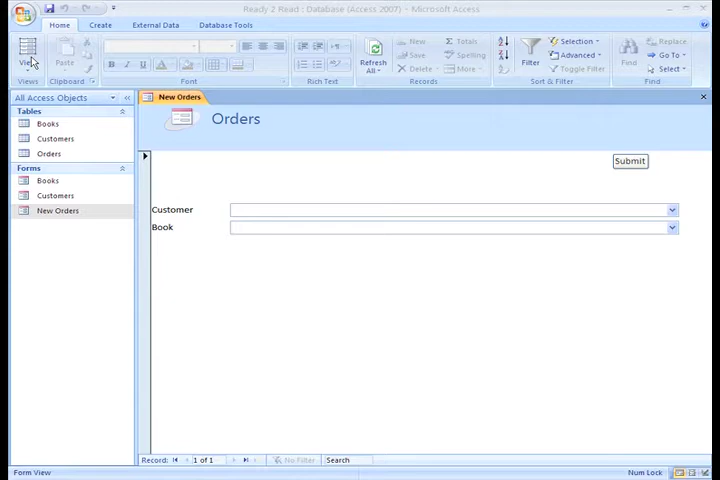 Ready 2 Read : Database (Access 2007) - Microsoft Access
Home Create External Data Database Tools
View
Paste
B I U
Refresh All
New
Save
Delete
Totals
Spelling
More
Filter
Selection
Advanced
Toggle Filter
Find
Replace
Go To
Select
Views Clipboard Font Rich Text Records Sort & Filter Find
All Access Objects
Tables
Books
Customers
Orders
Forms
Books
Customers
New Orders
New Orders
Orders
Submit
Customer
Book
Record: 1 of 1 No Filter Search
Form View Num Lock